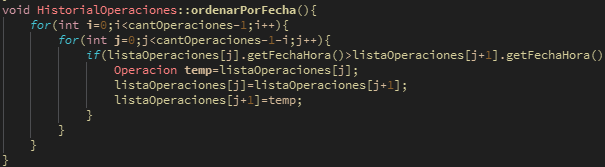 void HistorialOperaciones::ordenarPorFecha(){
    for(int i=0;i<cantOperaciones-1;i++){
        for(int j=0;j<cantOperaciones-1-i;j++){
            if(listaOperaciones[j].getFechaHora()>listaOperaciones[j+1].getFechaHora()
                Operacion temp=listaOperaciones[j];
                listaOperaciones[j]=listaOperaciones[j+1];
                listaOperaciones[j+1]=temp;
            }
        }
    }
}